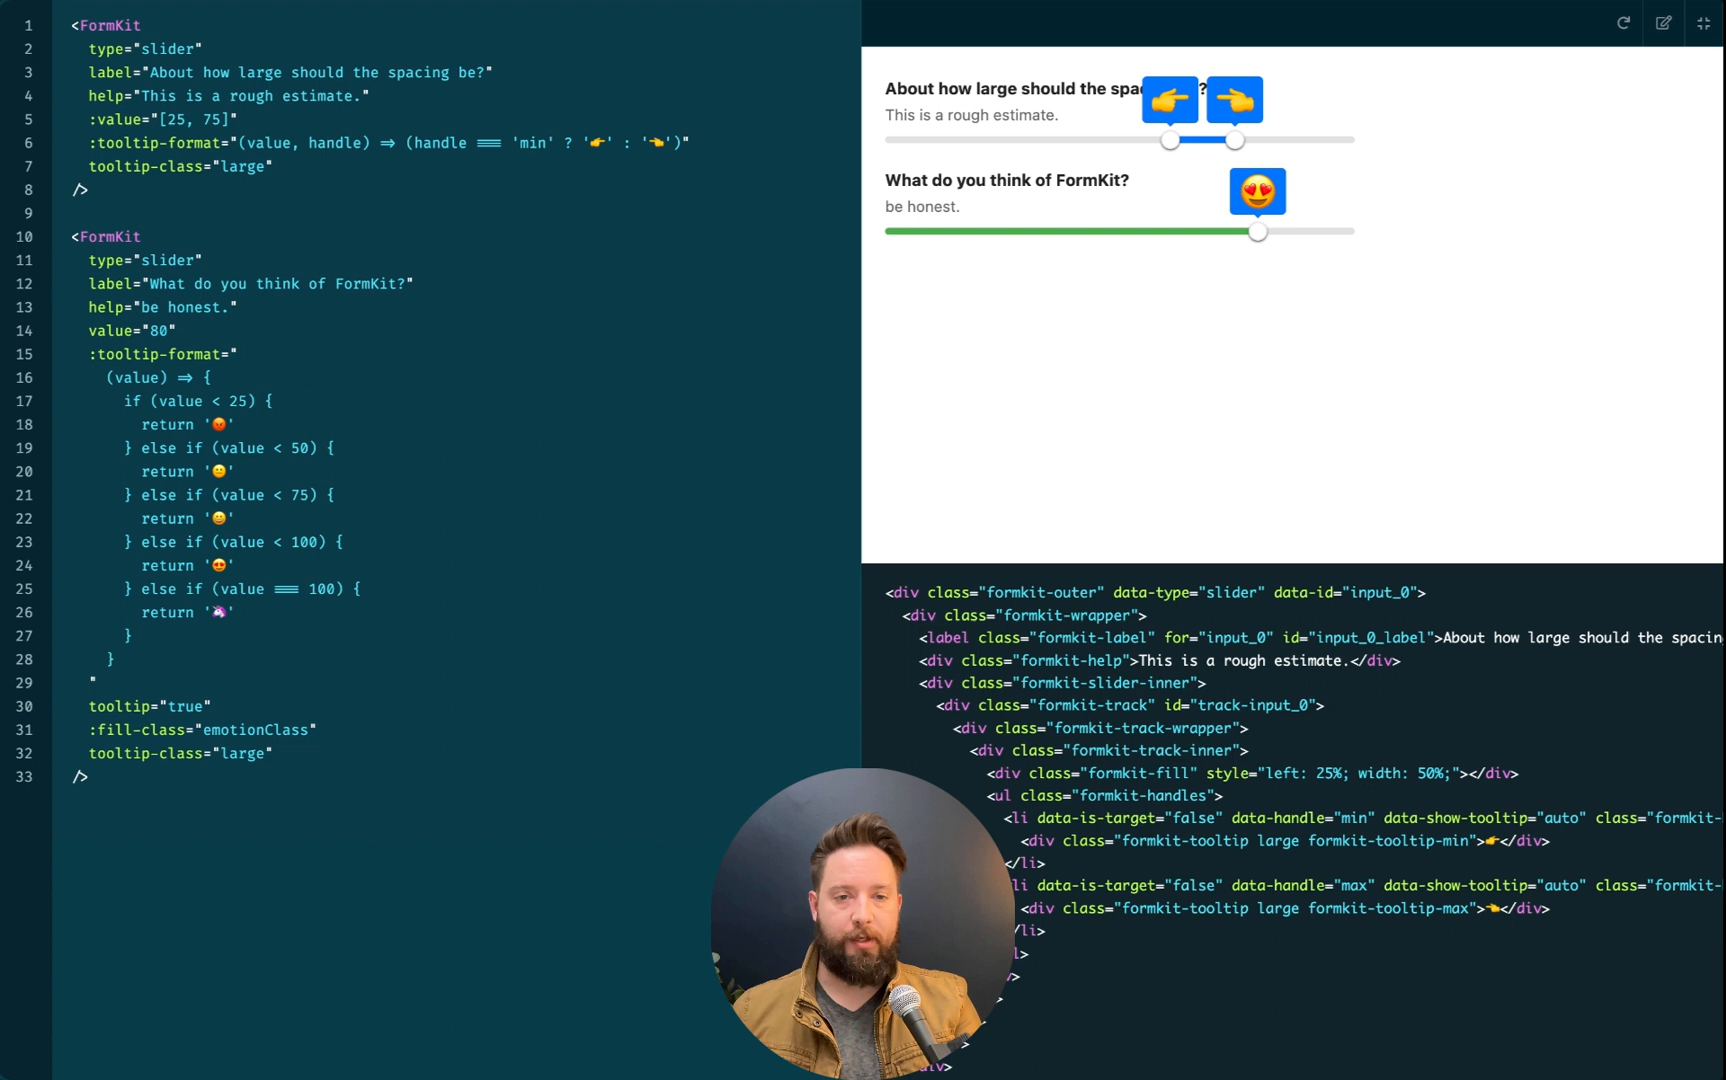 1 <FormKit
2 type="slider"
3 label="About how large should the spacing be?"
4 help="This is a rough estimate."
5 :value="[25, 75]"
6 :tooltip-format="(value, handle) => (handle === 'min' ? '👉' : '👈')"
7 tooltip-class="large"
8 />
9
10 <FormKit
11 type="slider"
12 label="What do you think of FormKit?"
13 help="be honest."
14 value="80"
15 :tooltip-format="
16 (value) => {
17 if (value < 25) {
18 return '😡'
19 } else if (value < 50) {
20 return '😐'
21 } else if (value < 75) {
22 return '😄'
23 } else if (value < 100) {
24 return '😍'
25 } else if (value === 100) {
26 return '🦄'
27 }
28 }
29 "
30 tooltip="true"
31 :fill-class="emotionClass"
32 tooltip-class="large"
33 />
About how large should the spa ?
This is a rough estimate.
What do you think of FormKit?
be honest.
<div class="formkit-outer" data-type="slider" data-id="input_0">
<div class="formkit-wrapper">
<label class="formkit-label" for="input_0" id="input_0_label">About how large should the spacin
<div class="formkit-help">This is a rough estimate.</div>
<div class="formkit-slider-inner">
<div class="formkit-track" id="track-input_0">
<div class="formkit-track-wrapper">
<div class="formkit-track-inner">
<div class="formkit-fill" style="left: 25%; width: 50%;"></div>
<ul class="formkit-handles">
<li data-is-target="false" data-handle="min" data-show-tooltip="auto" class="formkit-
<div class="formkit-tooltip large formkit-tooltip-min">👉</div>
</li>
li data-is-target="false" data-handle="max" data-show-tooltip="auto" class="formkit-
<div class="formkit-tooltip large formkit-tooltip-max">👈</div>
/li>
l>
>
>
>
div>